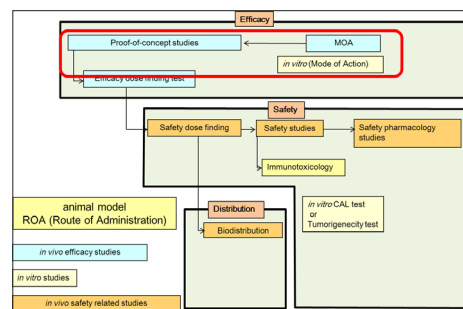 Efficacy
Proof-of-concept studies
MOA
in vitro (Mode of Action)
Efficacy dose finding test
Safety
Safety dose finding
Safety studies
Safety pharmacology
studies
Immunotoxicology
animal model
ROA (Route of Administration)
Distribution
Biodistribution
in vitro CAL test
or
Tumorigenecity test
in vivo efficacy studies
in vitro studies
in vivo safety related studies